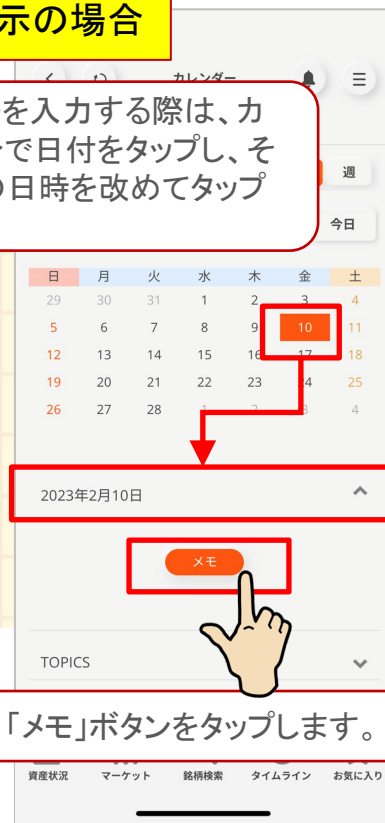 示の場合
カレンダー
を入力する際は、カ
で日付をタップし、そ
の日時を改めてタップ
週
今日
日 月 火 水 木 金 土
29 30 31 1 2 3 4
5 6 7 8 9 10 11
12 13 14 15 16 17 18
19 20 21 22 23 24 25
26 27 28 1 2 3 4
2023年2月10日
メモ
TOPICS
「メモ」ボタンをタップします。
資産状況 マーケット 銘柄検索 タイムライン お気に入り